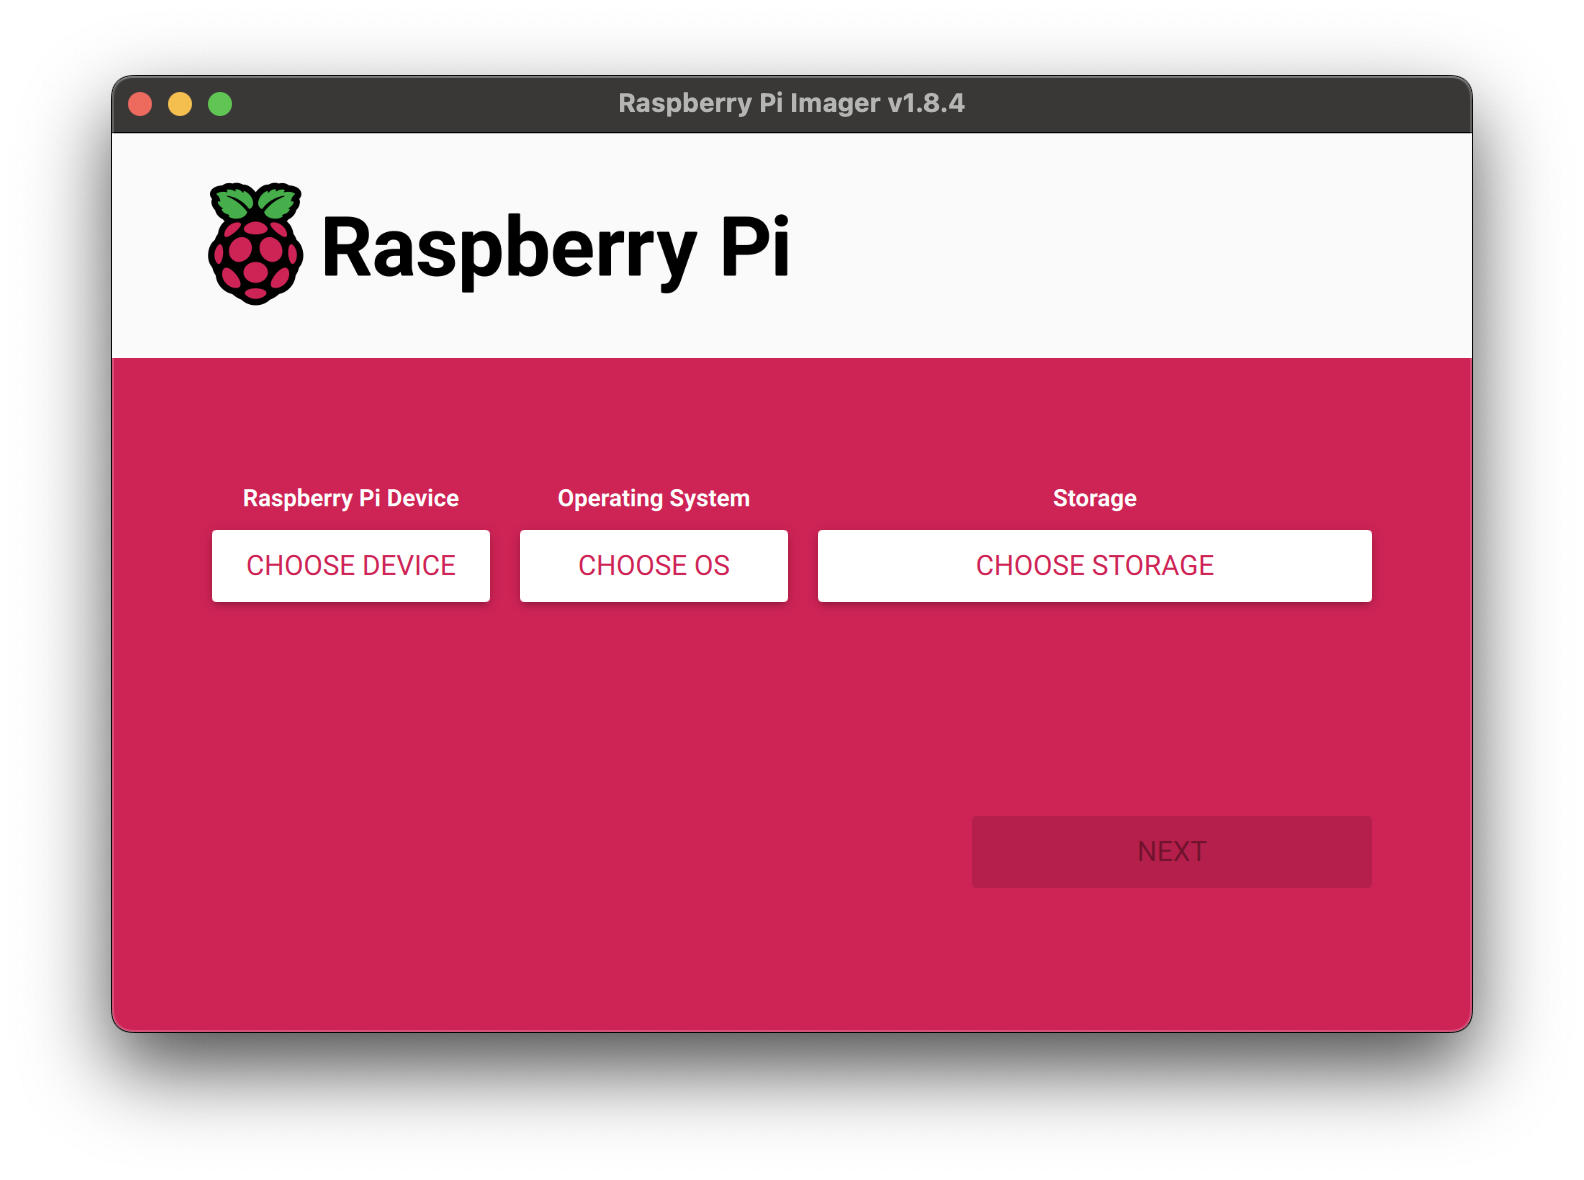 Raspberry Pi Imager v1.8.4
Raspberry Pi
Raspberry Pi Device
Operating System
Storage
CHOOSE DEVICE
CHOOSE OS
CHOOSE STORAGE
NEXT